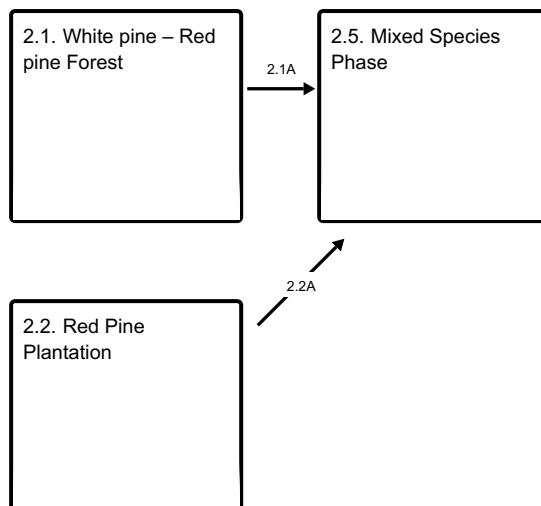 2.1. White pine – Red
pine Forest
2.1A
2.5. Mixed Species
Phase
2.2A
2.2. Red Pine
Plantation